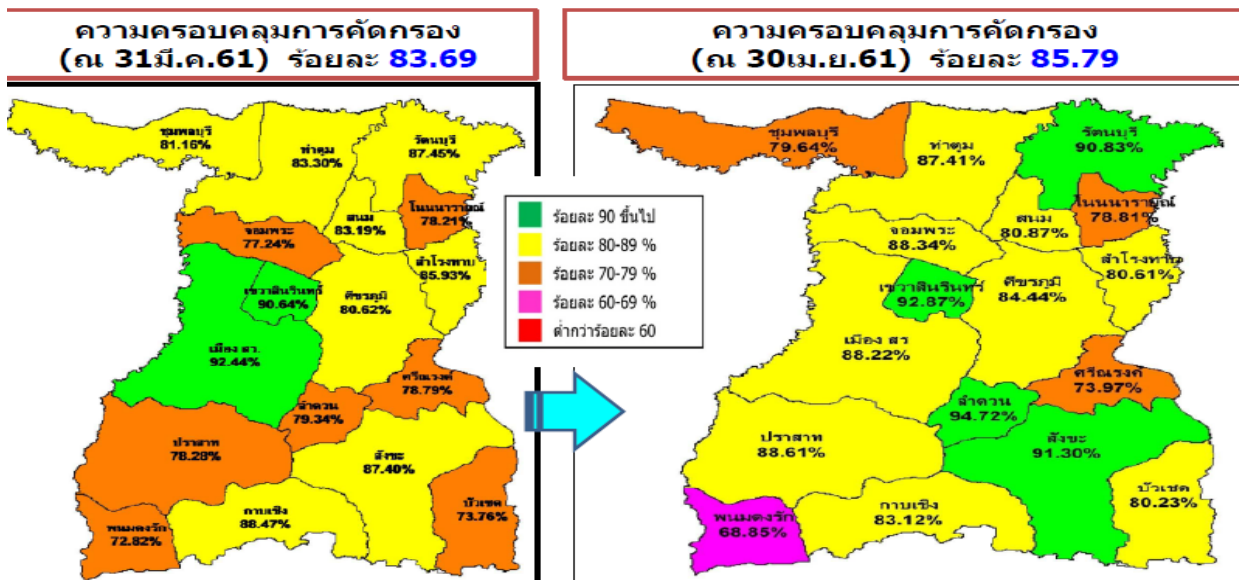 ความครอบคลุมการคัดกรอง
(ณ 31มี.ค.61) ร้อยละ 83.69
ความครอบคลุมการคัดกรอง
(ณ 30เม.ย.61) ร้อยละ 85.79
ชุมพลบุรี
81.16%
ท่าตูม
83.30%
รัตนบุรี
87.45%
สนม
83.19%
โนนนารายณ์
78.21%
จอมพระ
77.24%
สำโรงทาบ
85.93%
เขวาสินรินทร์
90.64%
ศีขรภูมิ
80.62%
เมือง สร.
92.44%
ศรีณรงค์
78.79%
ลำดวน
79.34%
ปราสาท
78.28%
สังขะ
87.40%
บัวเชด
73.76%
กาบเชิง
88.47%
พนมดงรัก
72.82%
ร้อยละ 90 ขึ้นไป
ร้อยละ 80-89 %
ร้อยละ 70-79 %
ร้อยละ 60-69 %
ต่ำกว่าร้อยละ 60
ชุมพลบุรี
79.64%
ท่าตูม
87.41%
รัตนบุรี
90.83%
โนนนารายณ์
78.81%
สนม
80.87%
จอมพระ
88.34%
สำโรงทาบ
80.61%
เขวาสินรินทร์
92.87%
ศีขรภูมิ
84.44%
เมือง สร
88.22%
ศรีณรงค์
73.97%
ลำดวน
94.72%
ปราสาท
88.61%
สังขะ
91.30%
บัวเชด
80.23%
กาบเชิง
83.12%
พนมดงรัก
68.85%